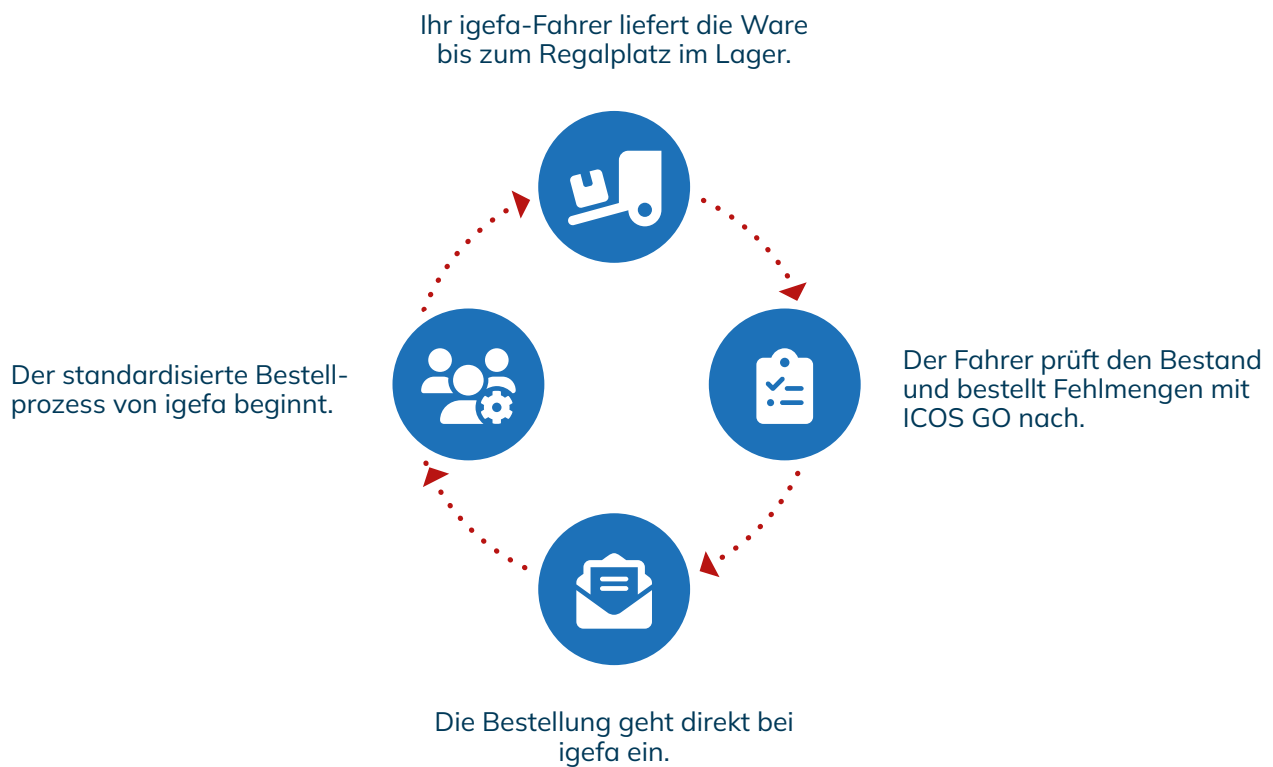 Ihr igefa-Fahrer liefert die Ware
bis zum Regalplatz im Lager.
Der Fahrer prüft den Bestand
und bestellt Fehlmengen mit
ICOS GO nach.
Die Bestellung geht direkt bei
igefa ein.
Der standardisierte Bestell-
prozess von igefa beginnt.